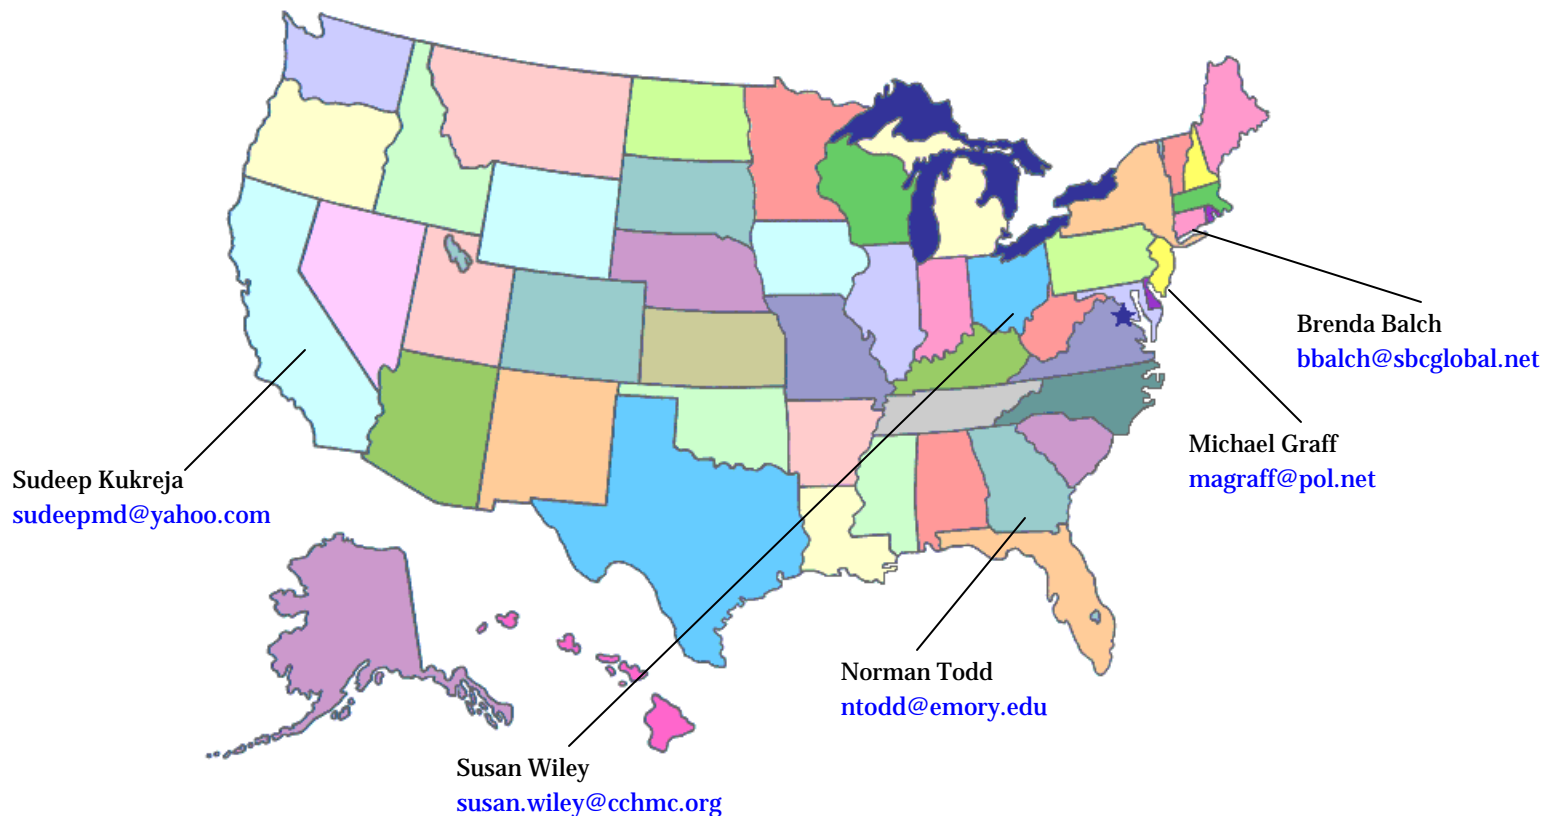 Brenda Balch
bbalch@sbcglobal.net
Michael Graff
magraff@pol.net
Sudeep Kukreja
sudeepmd@yahoo.com
Norman Todd
ntodd@emory.edu
Susan Wiley
susan.wiley@cchmc.org